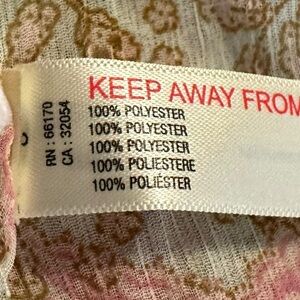 KEEP AWAY FROM
100% POLYESTER
100% POLYESTER
100% POLYESTER
100% POLIESTERE
100% POLIÉSTER
RN : 66170
CA : 32054